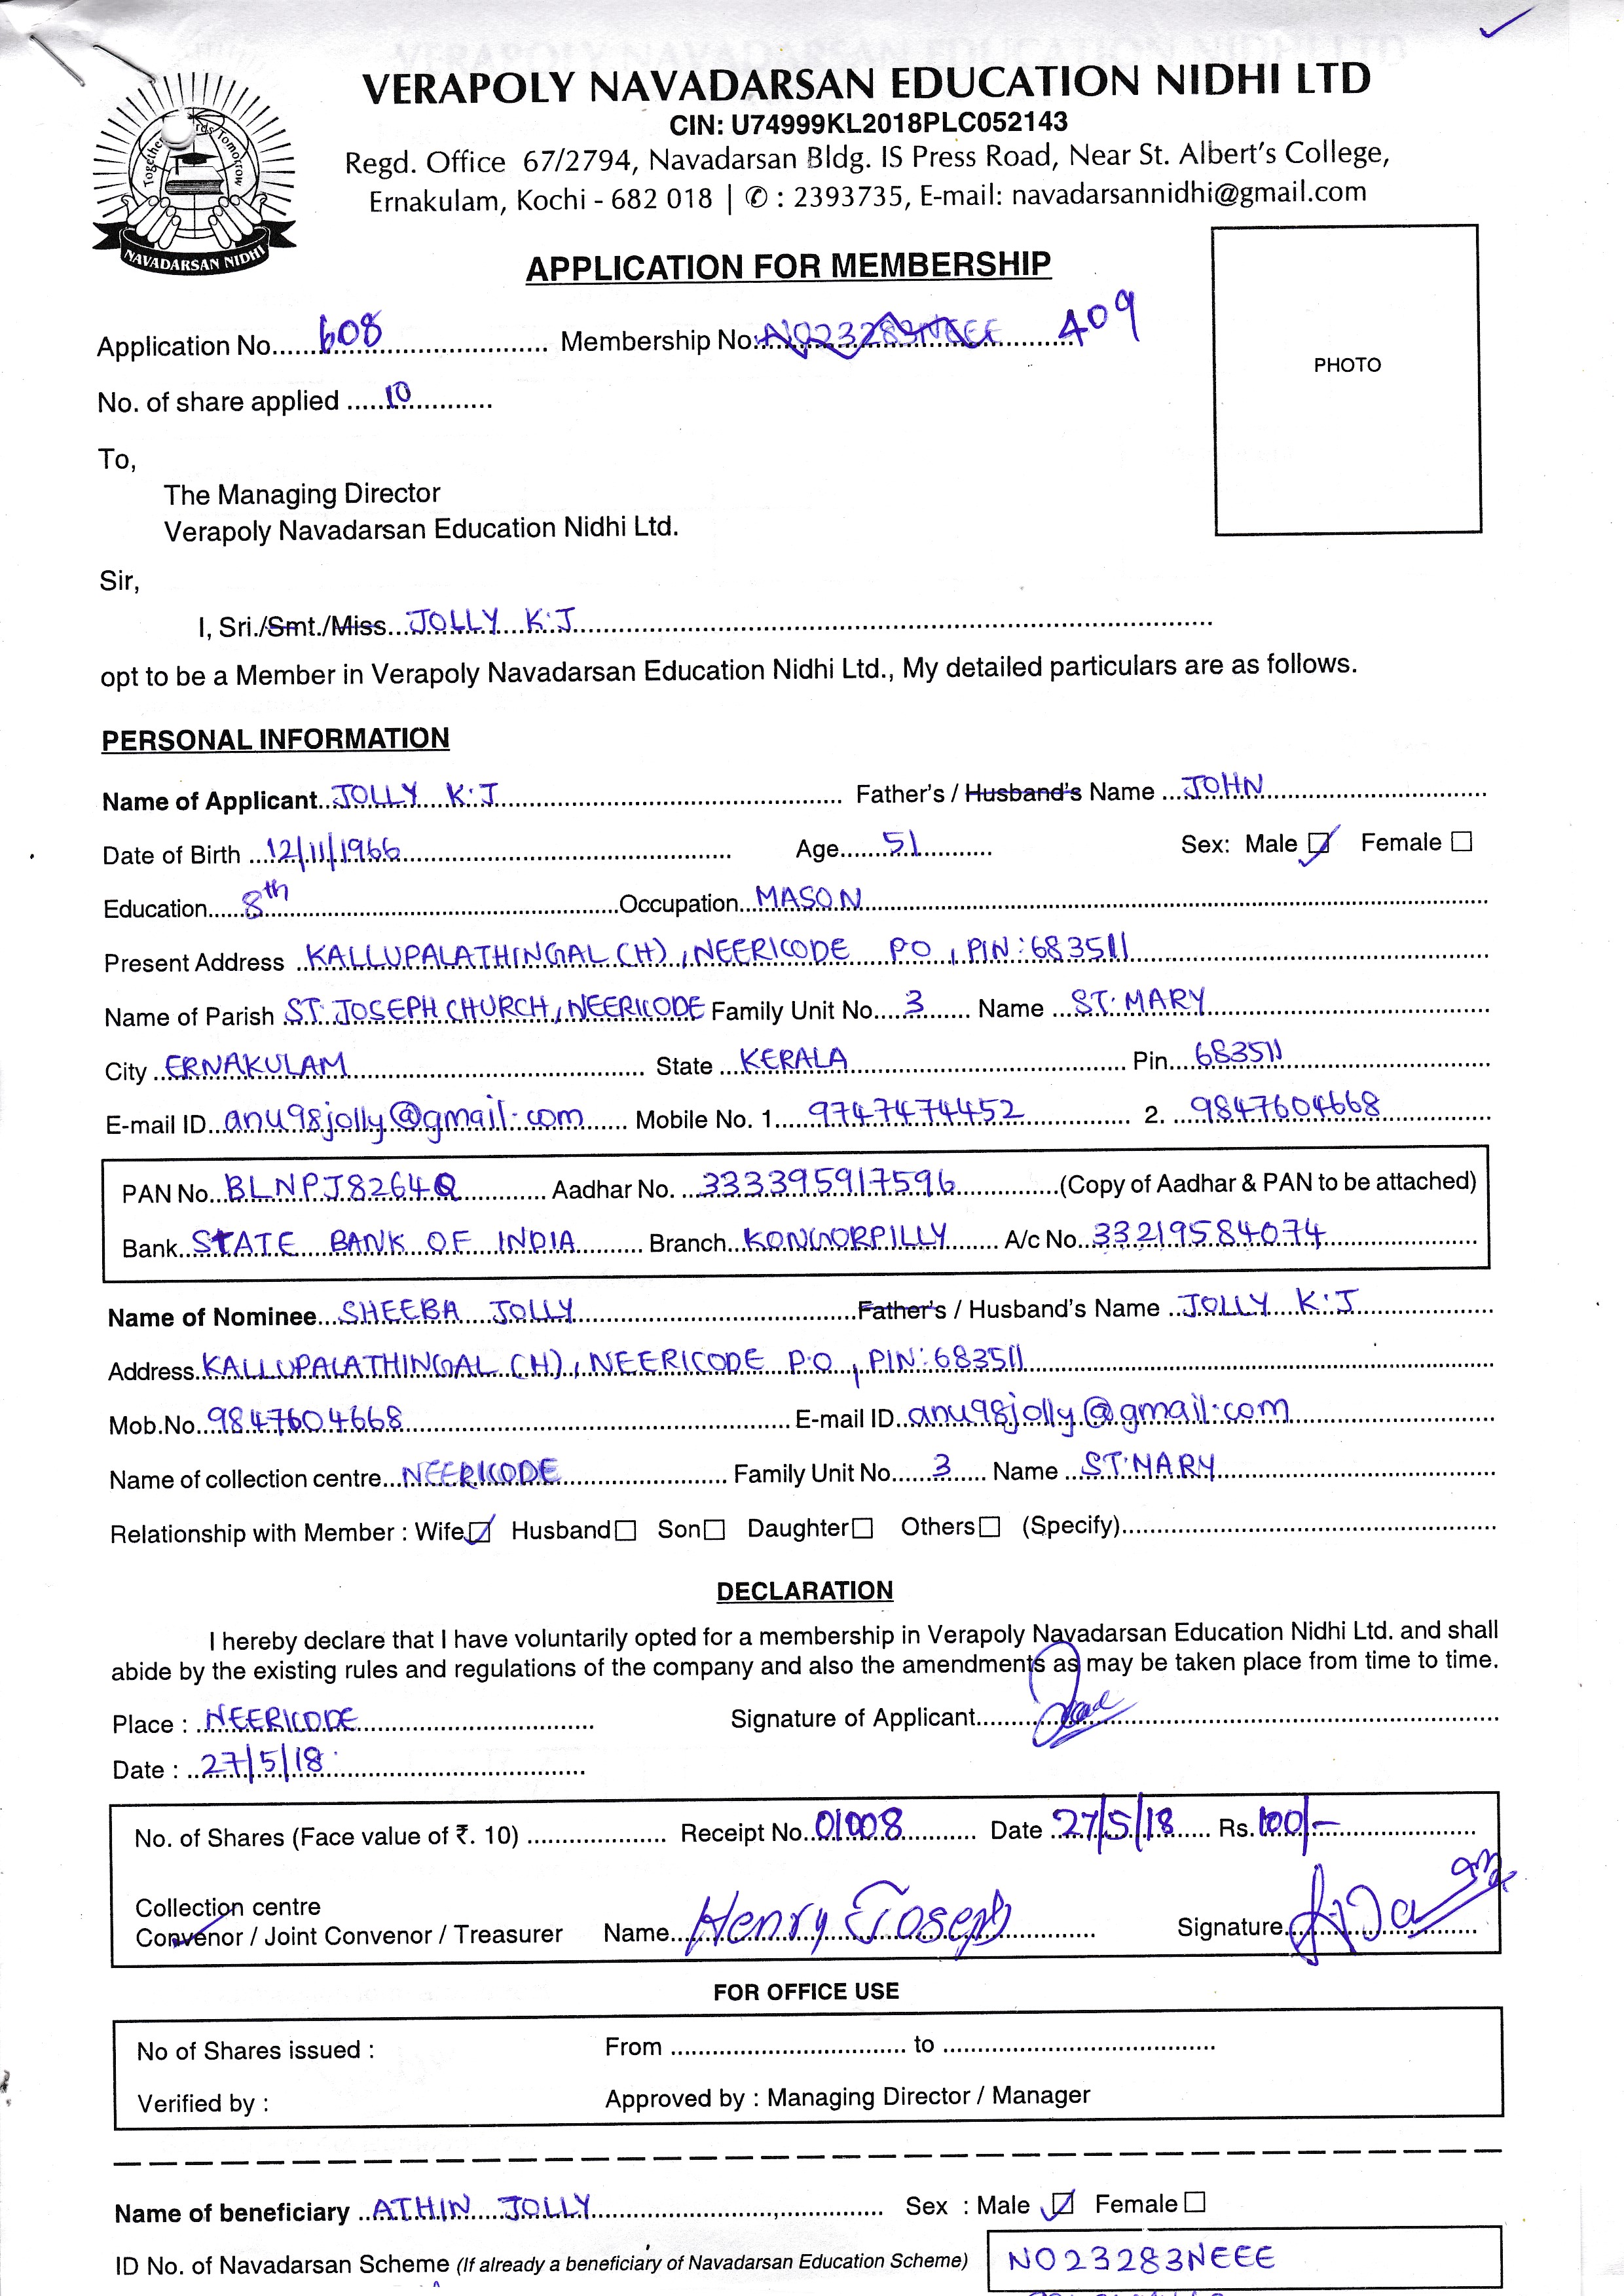 VERAPOLY NAVADARSAN EDUCATION NIDHI LTD
CIN: U74999KL2018PLC052143
Regd. Office 67/2794, Navadarsan Bldg. IS Press Road, Near St. Albert's College,
Ernakulam, Kochi - 682 018 | ✆ : 2393735, E-mail: navadarsannidhi@gmail.com
Together Tomorrow
NAVADARSAN NIDHI
APPLICATION FOR MEMBERSHIP
PHOTO
Application No. 608 Membership No: N023283NEEE 409
No. of share applied 10
To,
The Managing Director
Verapoly Navadarsan Education Nidhi Ltd.
Sir,
I, Sri./Smt./Miss JOLLY K.J
opt to be a Member in Verapoly Navadarsan Education Nidhi Ltd., My detailed particulars are as follows.
PERSONAL INFORMATION
Name of Applicant JOLLY K.J Father's / Husband's Name JOHN
Date of Birth 12/11/1966 Age 51 Sex: Male ☑ Female ☐
Education 8th Occupation MASON
Present Address KALLUPALATHINGAL (H), NEERICODE PO, PIN: 683511
Name of Parish ST. JOSEPH CHURCH, NEERICODE Family Unit No. 3 Name ST. MARY
City ERNAKULAM State KERALA Pin 683511
E-mail ID anu98jolly@gmail.com Mobile No. 1 9747474452 2. 9847604668
PAN No. BLNPJ8264Q Aadhar No. 333395917596 (Copy of Aadhar & PAN to be attached)
Bank STATE BANK OF INDIA Branch KONGORPILLY A/c No. 33219584074
Name of Nominee SHEEBA JOLLY Father's / Husband's Name JOLLY K.J
Address KALLUPALATHINGAL (H), NEERICODE P.O, PIN: 683511
Mob.No. 9847604668 E-mail ID anu98jolly@gmail.com
Name of collection centre NEERICODE Family Unit No. 3 Name ST. MARY
Relationship with Member : Wife ☑ Husband ☐ Son ☐ Daughter ☐ Others ☐ (Specify)
DECLARATION
I hereby declare that I have voluntarily opted for a membership in Verapoly Navadarsan Education Nidhi Ltd. and shall
abide by the existing rules and regulations of the company and also the amendments as may be taken place from time to time.
Place : NEERICODE Signature of Applicant
Date : 27/5/18
No. of Shares (Face value of ₹. 10) Receipt No. 01008 Date 27/5/18 Rs. 100/-
Collection centre
Convenor / Joint Convenor / Treasurer Name Henry Joseph Signature
FOR OFFICE USE
No of Shares issued : From to
Verified by : Approved by : Managing Director / Manager
Name of beneficiary ATHIN JOLLY Sex : Male ☑ Female ☐
ID No. of Navadarsan Scheme (If already a beneficiary of Navadarsan Education Scheme) N023283NEEE